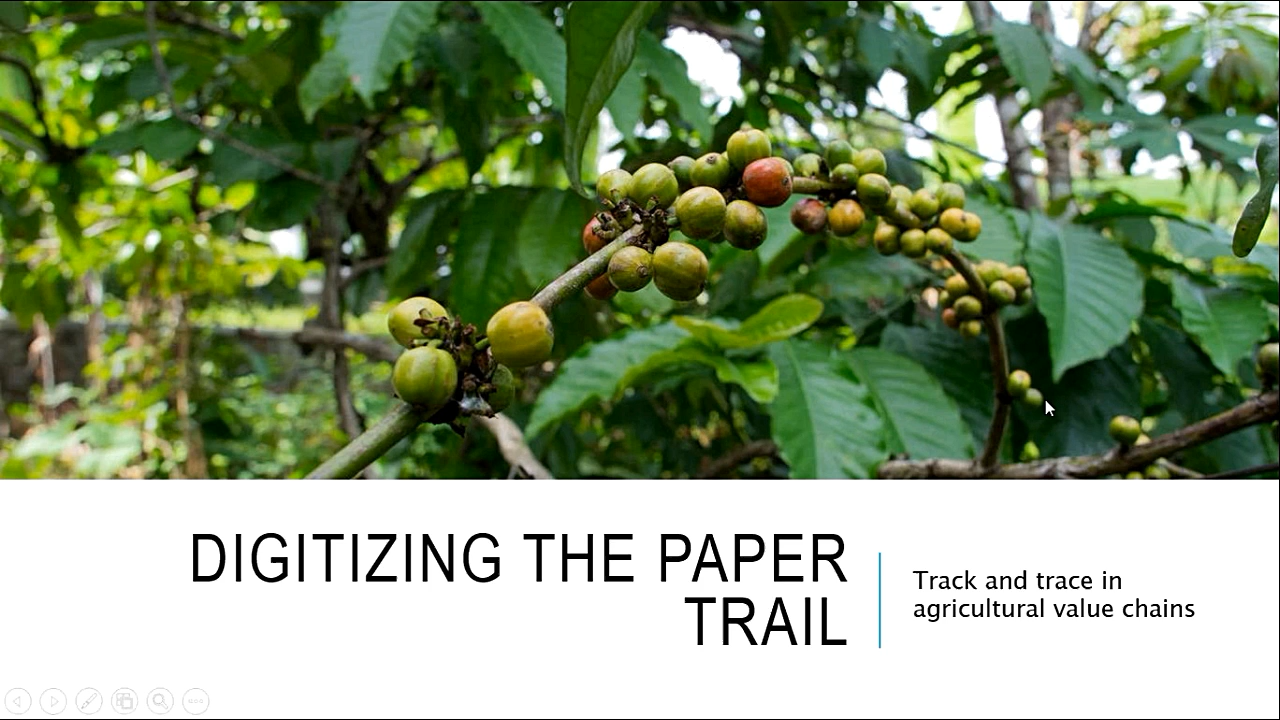 DIGITIZING THE PAPER
TRAIL
Track and trace in
agricultural value chains